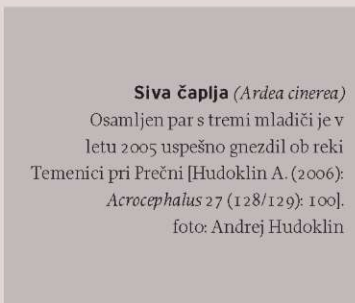 Siva čaplja (Ardea cinerea)
Osamljen par s tremi mladiči je v
letu 2005 uspešno gnezdil ob reki
Temenici pri Prečni [Hudoklin A. (2006):
Acrocephalus 27 (128/129): 100].
foto: Andrej Hudoklin